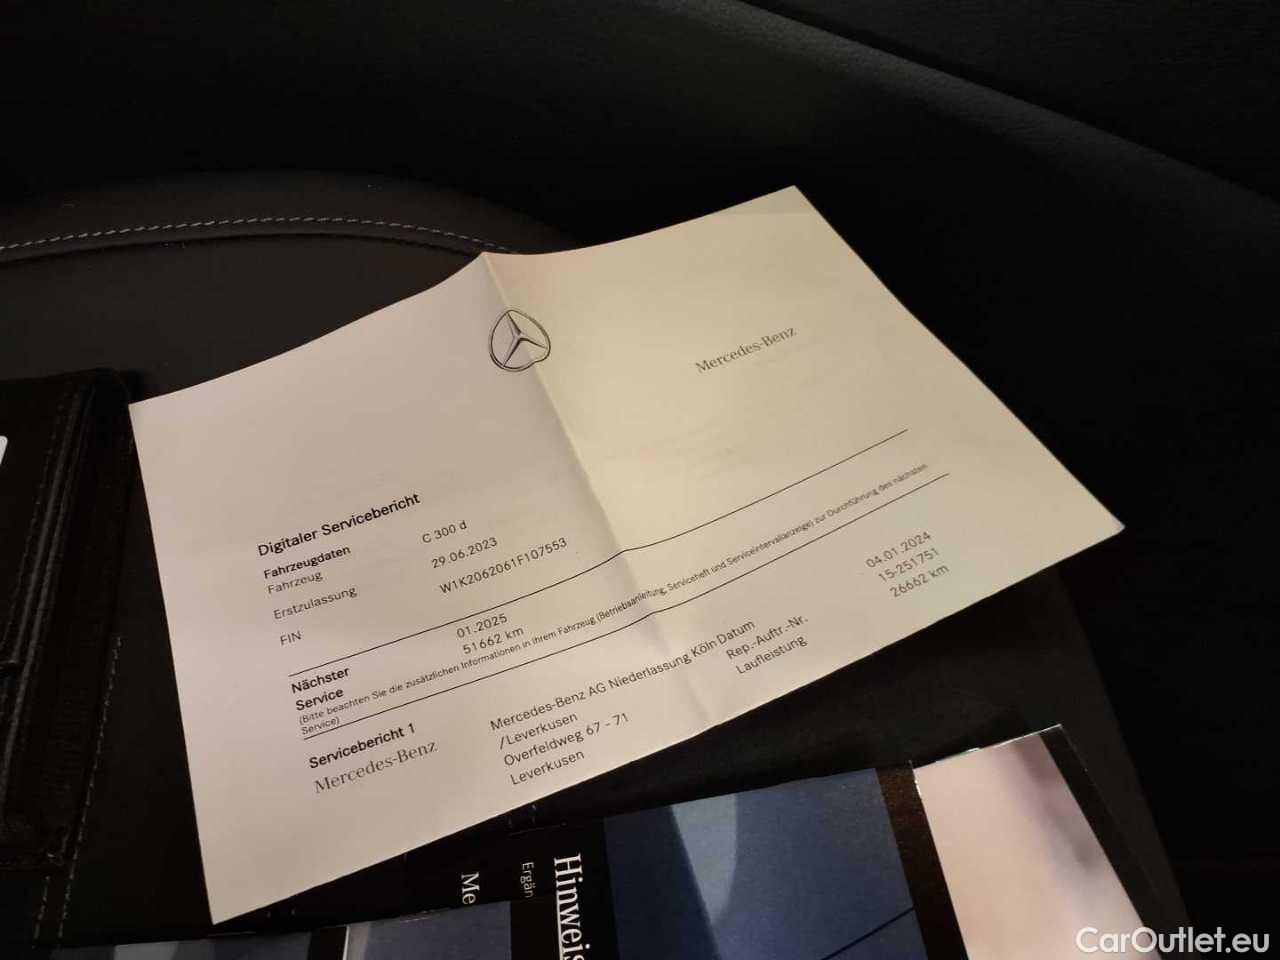 Mercedes-Benz
Digitaler Servicebericht
Fahrzeugdaten
Fahrzeug C 300 d
Erstzulassung 29.06.2023
FIN W1K2062061F107553
Nächster Service 01.2025
51662 km
(Bitte beachten Sie die zusätzlichen Informationen in Ihrem Fahrzeug (Betriebsanleitung, Serviceheft und Serviceintervallanzeige) zur Durchführung des nächsten
Service)
Servicebericht 1
Mercedes-Benz
Mercedes-Benz AG Niederlassung Köln
/Leverkusen
Overfeldweg 67 - 71
Leverkusen
Datum 04.01.2024
Rep.-Auftr.-Nr. 15-251751
Laufleistung 26662 km
Hinweis
Ergän
Me
CarOutlet.eu